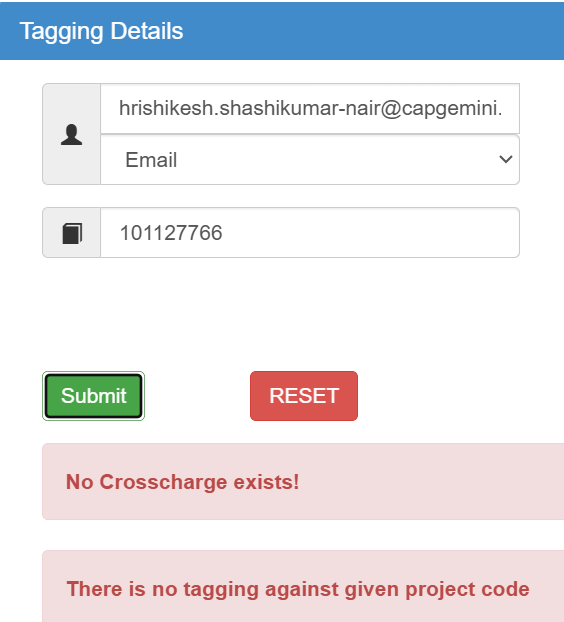 Tagging Details
hrishikesh.shashikumar-nair@capgemini.
Email
101127766
Submit
RESET
No Crosscharge exists!
There is no tagging against given project code